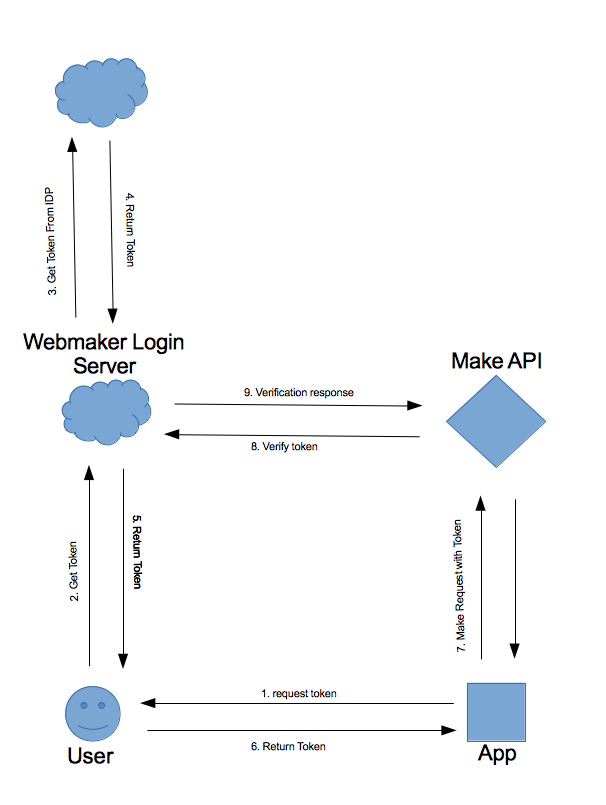 3. Get Token From IDP
4. Return Token
Webmaker Login
Server
Make API
9. Verification response
8. Verify token
2. Get Token
5. Return Token
7. Make Request with Token
1. request token
6. Return Token
User
App